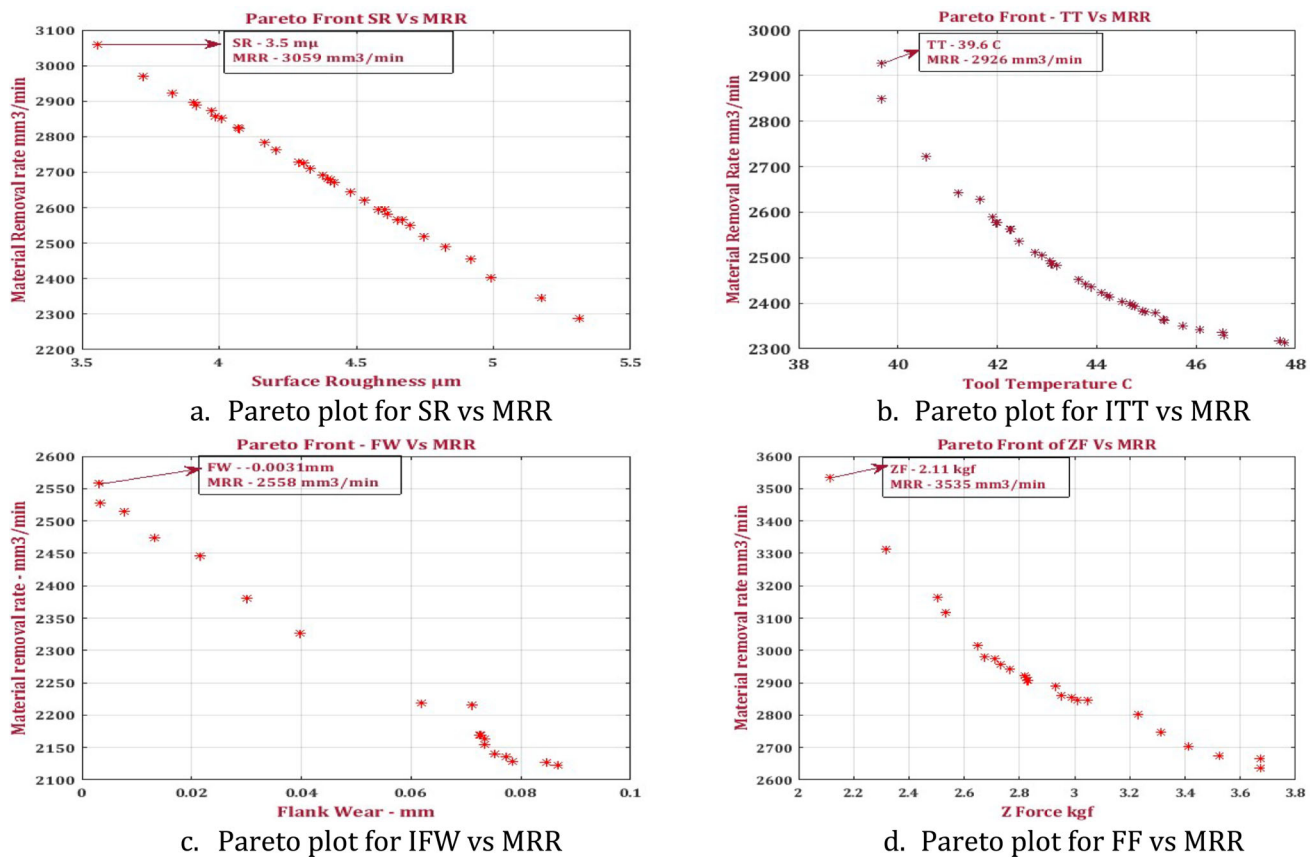 Pareto Front SR Vs MRR
SR - 3.5 mµ
MRR - 3059 mm3/min
3100
3000
2900
2800
2700
2600
2500
2400
2300
2200
Material Removal rate mm3/min
3.5 4 4.5 5 5.5
Surface Roughness µm
a. Pareto plot for SR vs MRR
Pareto Front - TT Vs MRR
TT - 39.6 C
MRR - 2926 mm3/min
3000
2900
2800
2700
2600
2500
2400
2300
Material Removal Rate mm3/min
38 40 42 44 46 48
Tool Temperature C
b. Pareto plot for ITT vs MRR
Pareto Front - FW Vs MRR
FW - -0.0031mm
MRR - 2558 mm3/min
2600
2550
2500
2450
2400
2350
2300
2250
2200
2150
2100
Material removal rate - mm3/min
0 0.02 0.04 0.06 0.08 0.1
Flank Wear - mm
c. Pareto plot for IFW vs MRR
Pareto Front of ZF Vs MRR
ZF - 2.11 kgf
MRR - 3535 mm3/min
3600
3500
3400
3300
3200
3100
3000
2900
2800
2700
2600
Material removal rate mm3/min
2 2.2 2.4 2.6 2.8 3 3.2 3.4 3.6 3.8
Z Force kgf
d. Pareto plot for FF vs MRR